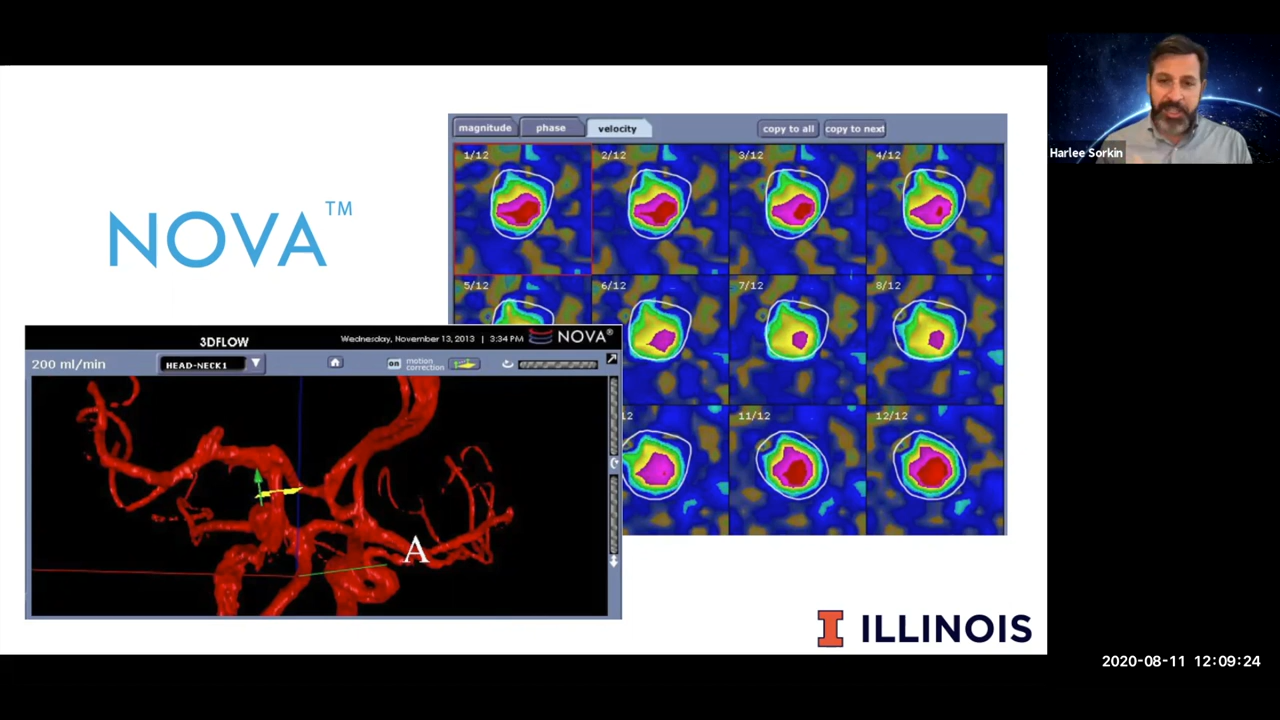 NOVA™
magnitude phase velocity copy to all copy to next
1/12 2/12 3/12 4/12
5/12 6/12 7/12 8/12
11/12 12/12
3DFLOW Wednesday, November 13, 2013 | 3:34 PM NOVA®
200 ml/min HEAD-NECK1 on motion correction
A
I ILLINOIS
Harlee Sorkin
2020-08-11 12:09:24